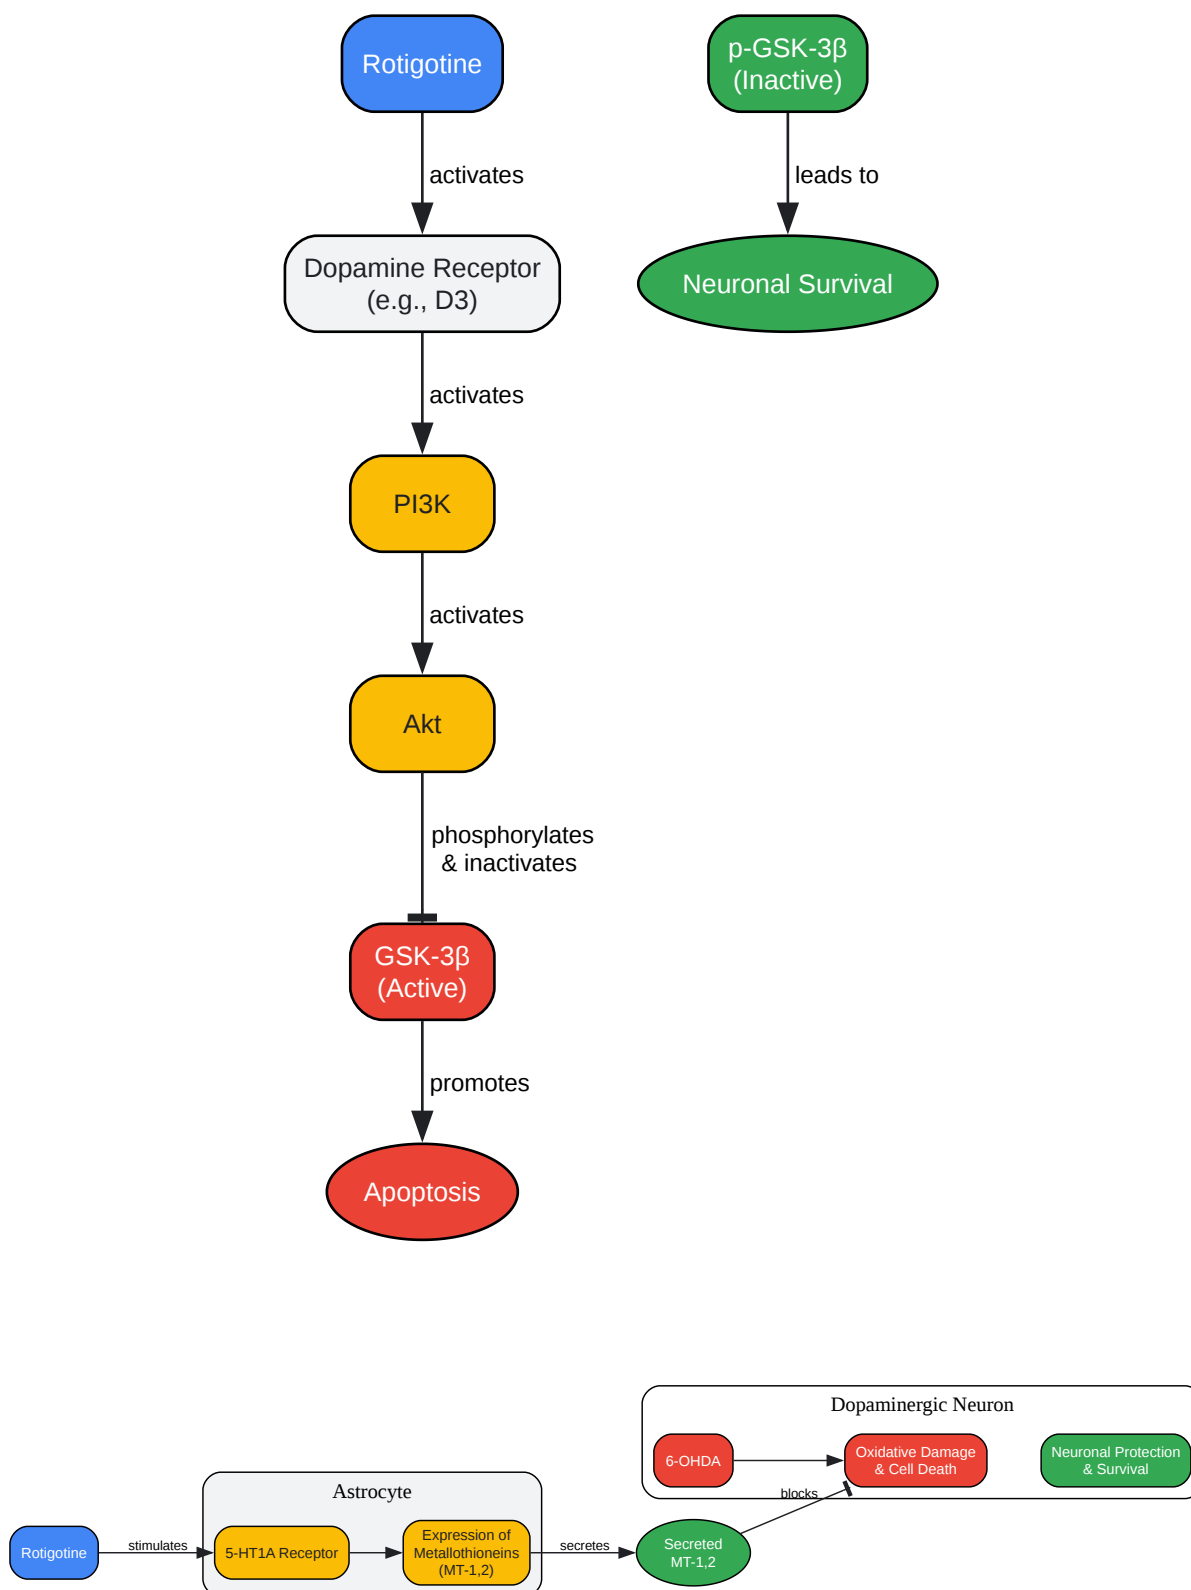 Rotigotine
p-GSK-3β
(Inactive)
activates
leads to
Dopamine Receptor
(e.g., D3)
Neuronal Survival
activates
PI3K
activates
Akt
phosphorylates
& inactivates
GSK-3β
(Active)
promotes
Apoptosis
Dopaminergic Neuron
6-OHDA
Oxidative Damage
& Cell Death
Neuronal Protection
& Survival
blocks
Astrocyte
Rotigotine
stimulates
5-HT1A Receptor
Expression of
Metallothioneins
(MT-1,2)
secretes
Secreted
MT-1,2